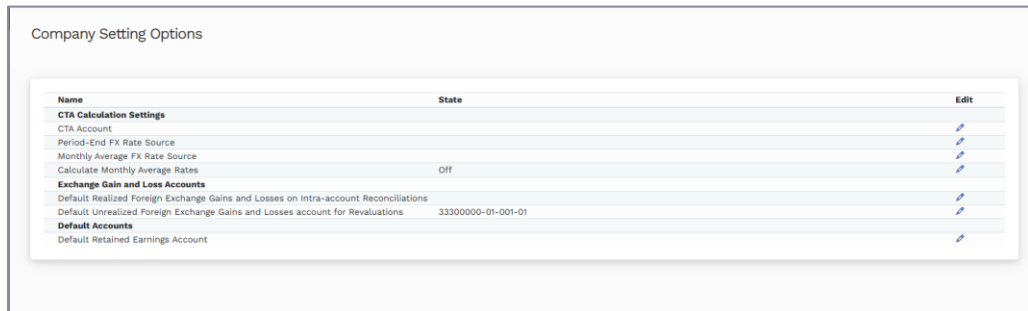 Company Setting Options
Name State Edit
CTA Calculation Settings
CTA Account
Period-End FX Rate Source
Monthly Average FX Rate Source
Calculate Monthly Average Rates Off
Exchange Gain and Loss Accounts
Default Realized Foreign Exchange Gains and Losses on Intra-account Reconciliations
Default Unrealized Foreign Exchange Gains and Losses account for Revaluations 33300000-01-001-01
Default Accounts
Default Retained Earnings Account